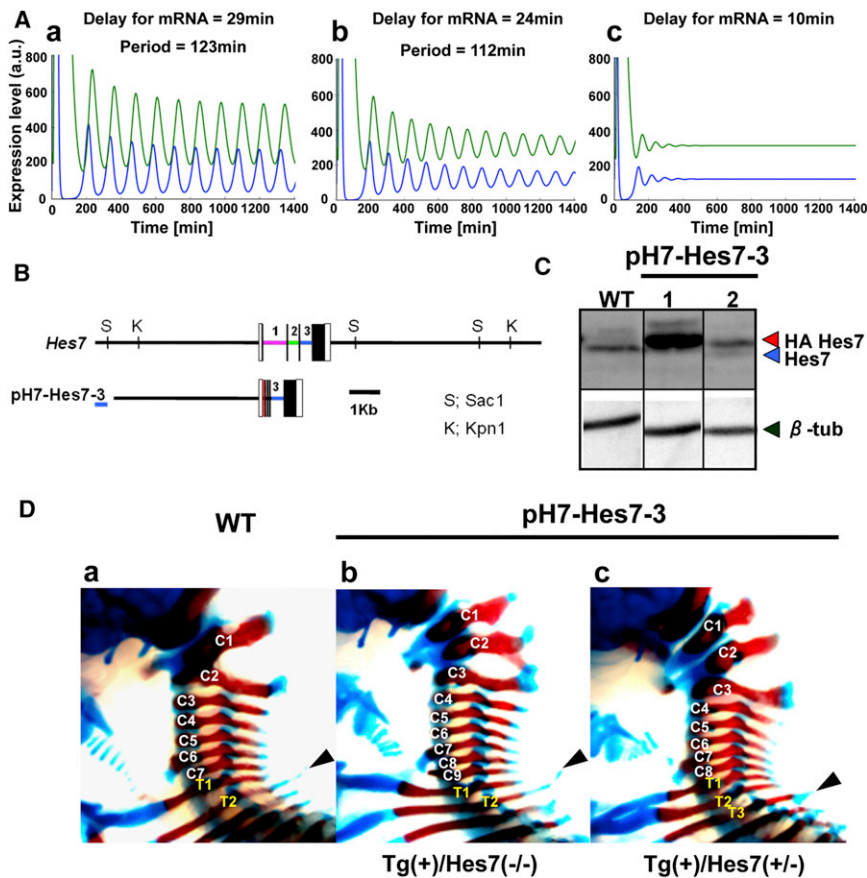 A
Delay for mRNA = 29min
Delay for mRNA = 24min
Delay for mRNA = 10min
a
Period = 123min
b
Period = 112min
c
Expression level (a.u.)
800
600
400
200
0
0 200 400 600 800 1000 1200 1400
Time [min]
800
600
400
200
0
0 200 400 600 800 1000 1200 1400
Time [min]
800
600
400
200
0
0 200 400 600 800 1000 1200 1400
Time [min]
B
S K 1 2 3 S S K
Hes7
pH7-Hes7-3
3
1Kb
S; Sac1
K; Kpn1
C
pH7-Hes7-3
WT 1 2
HA Hes7
Hes7
β-tub
D
WT
pH7-Hes7-3
a
C1
C2
C3
C4
C5
C6
C7
T1
T2
b
C1
C2
C3
C4
C5
C6
C7
C8
C9
T1
T2
Tg(+)/Hes7(-/-)
c
C1
C2
C3
C4
C5
C6
C7
C8
T1
T2
T3
Tg(+)/Hes7(+/-)